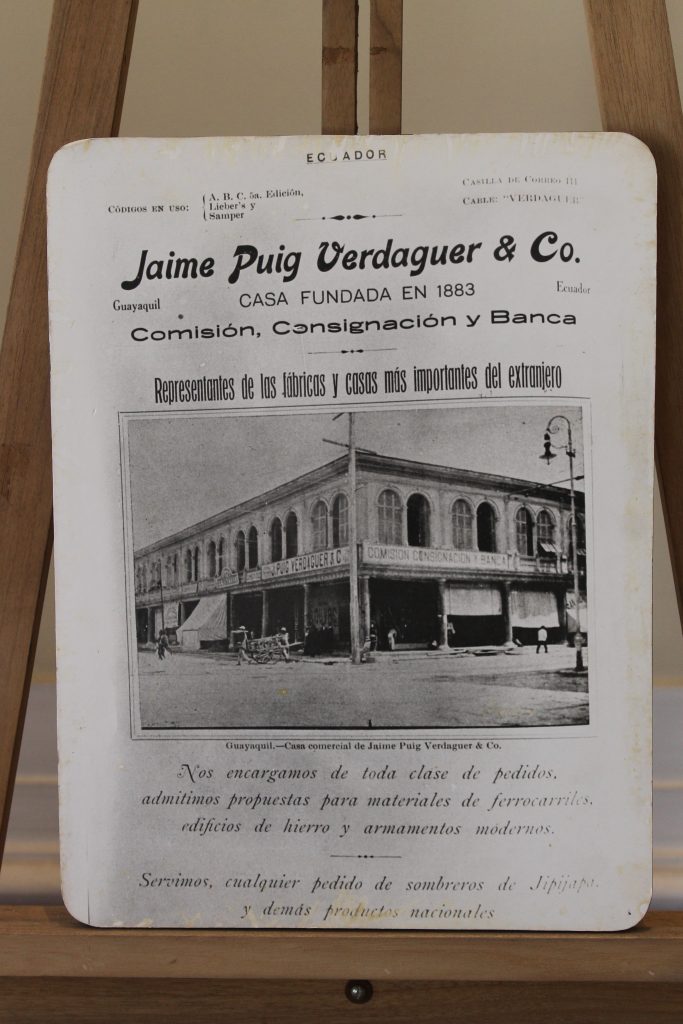 ECUADOR
CÓDIGOS EN USO:
A. B. C. 5a. Edición,
Lieber's y
Samper
CASILLA DE CORREO 111
CABLE: "VERDAGUER"
Jaime Puig Verdaguer & Co.
Guayaquil
CASA FUNDADA EN 1883
Ecuador
Comisión, Consignación y Banca
Representantes de las fábricas y casas más importantes del extranjero
J. PUIG VERDAGUER & C
COMISION CONSIGNACION Y BANCA
Guayaquil.—Casa comercial de Jaime Puig Verdaguer & Co.
Nos encargamos de toda clase de pedidos,
admitimos propuestas para materiales de ferrocarriles,
edificios de hierro y armamentos módernos.
Servimos, cualquier pedido de sombreros de Jipijapa,
y demás productos nacionales